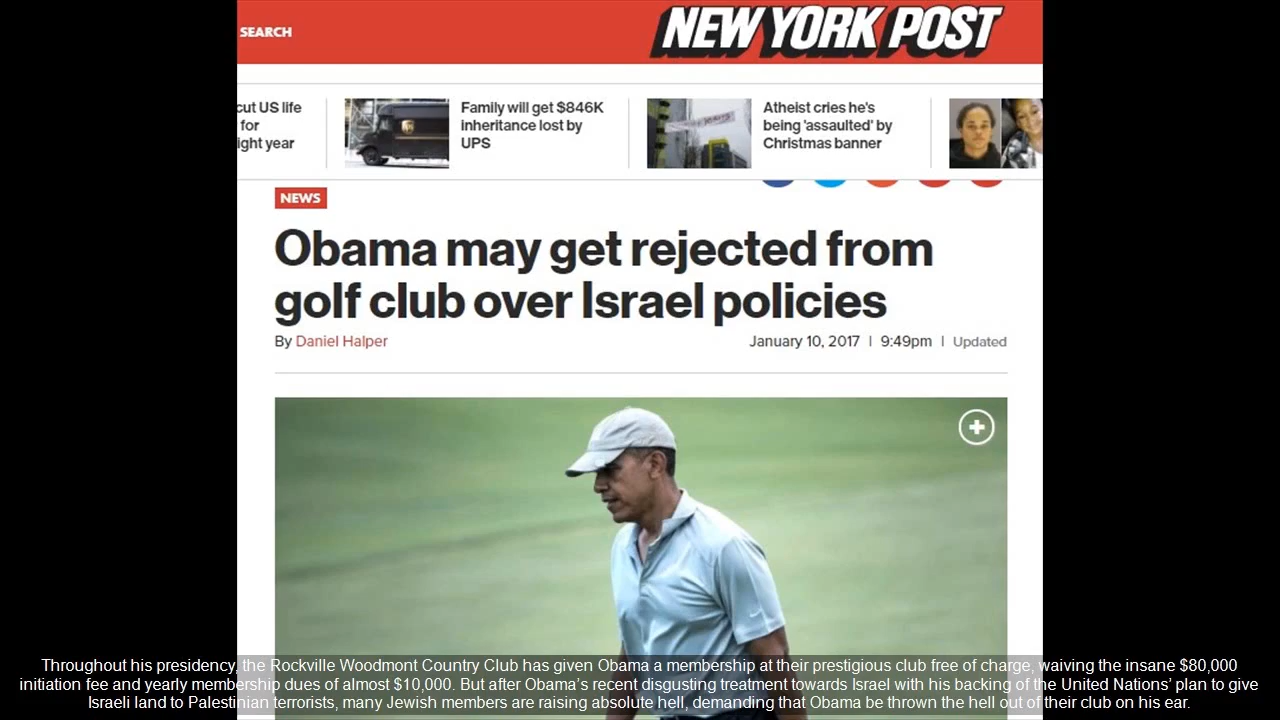 SEARCH
NEW YORK POST
cut US life
for
ight year
Family will get $846K
inheritance lost by
UPS
Atheist cries he's
being 'assaulted' by
Christmas banner
NEWS
Obama may get rejected from
golf club over Israel policies
By Daniel Halper
January 10, 2017 | 9:49pm | Updated
Throughout his presidency, the Rockville Woodmont Country Club has given Obama a membership at their prestigious club free of charge, waiving the insane $80,000
initiation fee and yearly membership dues of almost $10,000. But after Obama's recent disgusting treatment towards Israel with his backing of the United Nations' plan to give
Israeli land to Palestinian terrorists, many Jewish members are raising absolute hell, demanding that Obama be thrown the hell out of their club on his ear.